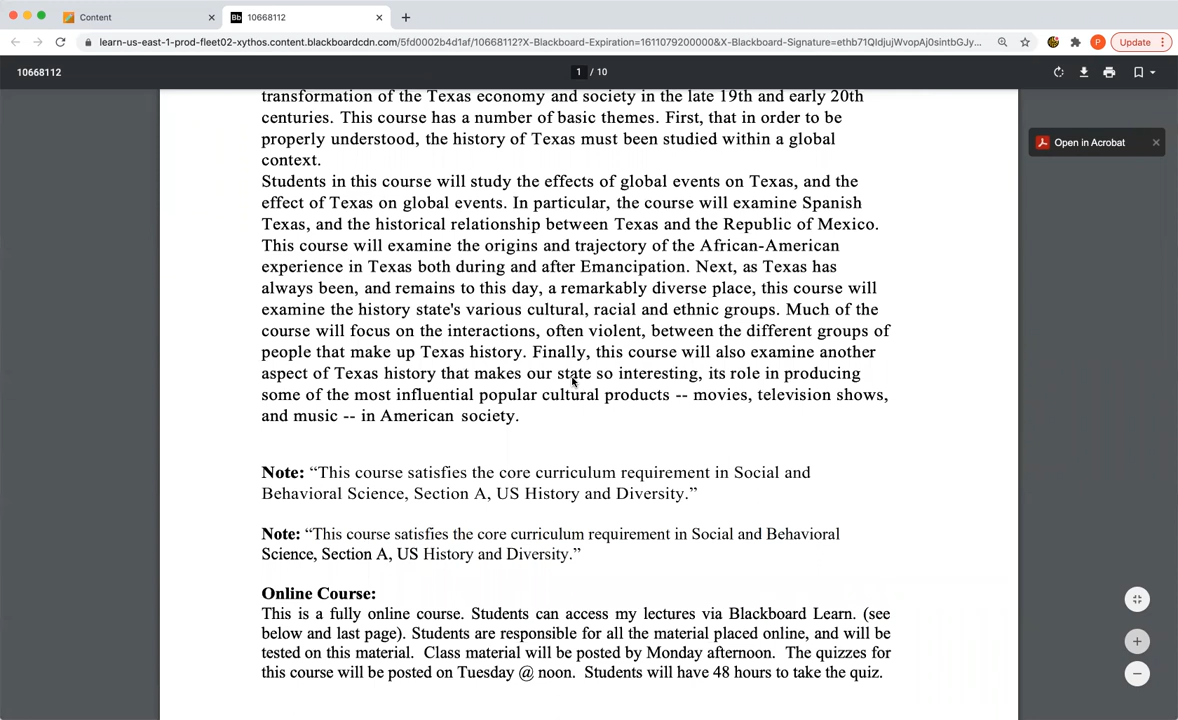 Content
Bb 10668112
learn-us-east-1-prod-fleet02-xythos.content.blackboardcdn.com/5fd0002b4d1af/10668112?X-Blackboard-Expiration=1611079200000&X-Blackboard-Signature=ethb71QldjujWvopAj0sintbGJy...
P
Update
10668112
1 / 10
Open in Acrobat
transformation of the Texas economy and society in the late 19th and early 20th
centuries. This course has a number of basic themes. First, that in order to be
properly understood, the history of Texas must been studied within a global
context.
Students in this course will study the effects of global events on Texas, and the
effect of Texas on global events. In particular, the course will examine Spanish
Texas, and the historical relationship between Texas and the Republic of Mexico.
This course will examine the origins and trajectory of the African-American
experience in Texas both during and after Emancipation. Next, as Texas has
always been, and remains to this day, a remarkably diverse place, this course will
examine the history state's various cultural, racial and ethnic groups. Much of the
course will focus on the interactions, often violent, between the different groups of
people that make up Texas history. Finally, this course will also examine another
aspect of Texas history that makes our state so interesting, its role in producing
some of the most influential popular cultural products -- movies, television shows,
and music -- in American society.
Note: “This course satisfies the core curriculum requirement in Social and
Behavioral Science, Section A, US History and Diversity.”
Note: “This course satisfies the core curriculum requirement in Social and Behavioral
Science, Section A, US History and Diversity.”
Online Course:
This is a fully online course. Students can access my lectures via Blackboard Learn. (see
below and last page). Students are responsible for all the material placed online, and will be
tested on this material. Class material will be posted by Monday afternoon. The quizzes for
this course will be posted on Tuesday @ noon. Students will have 48 hours to take the quiz.